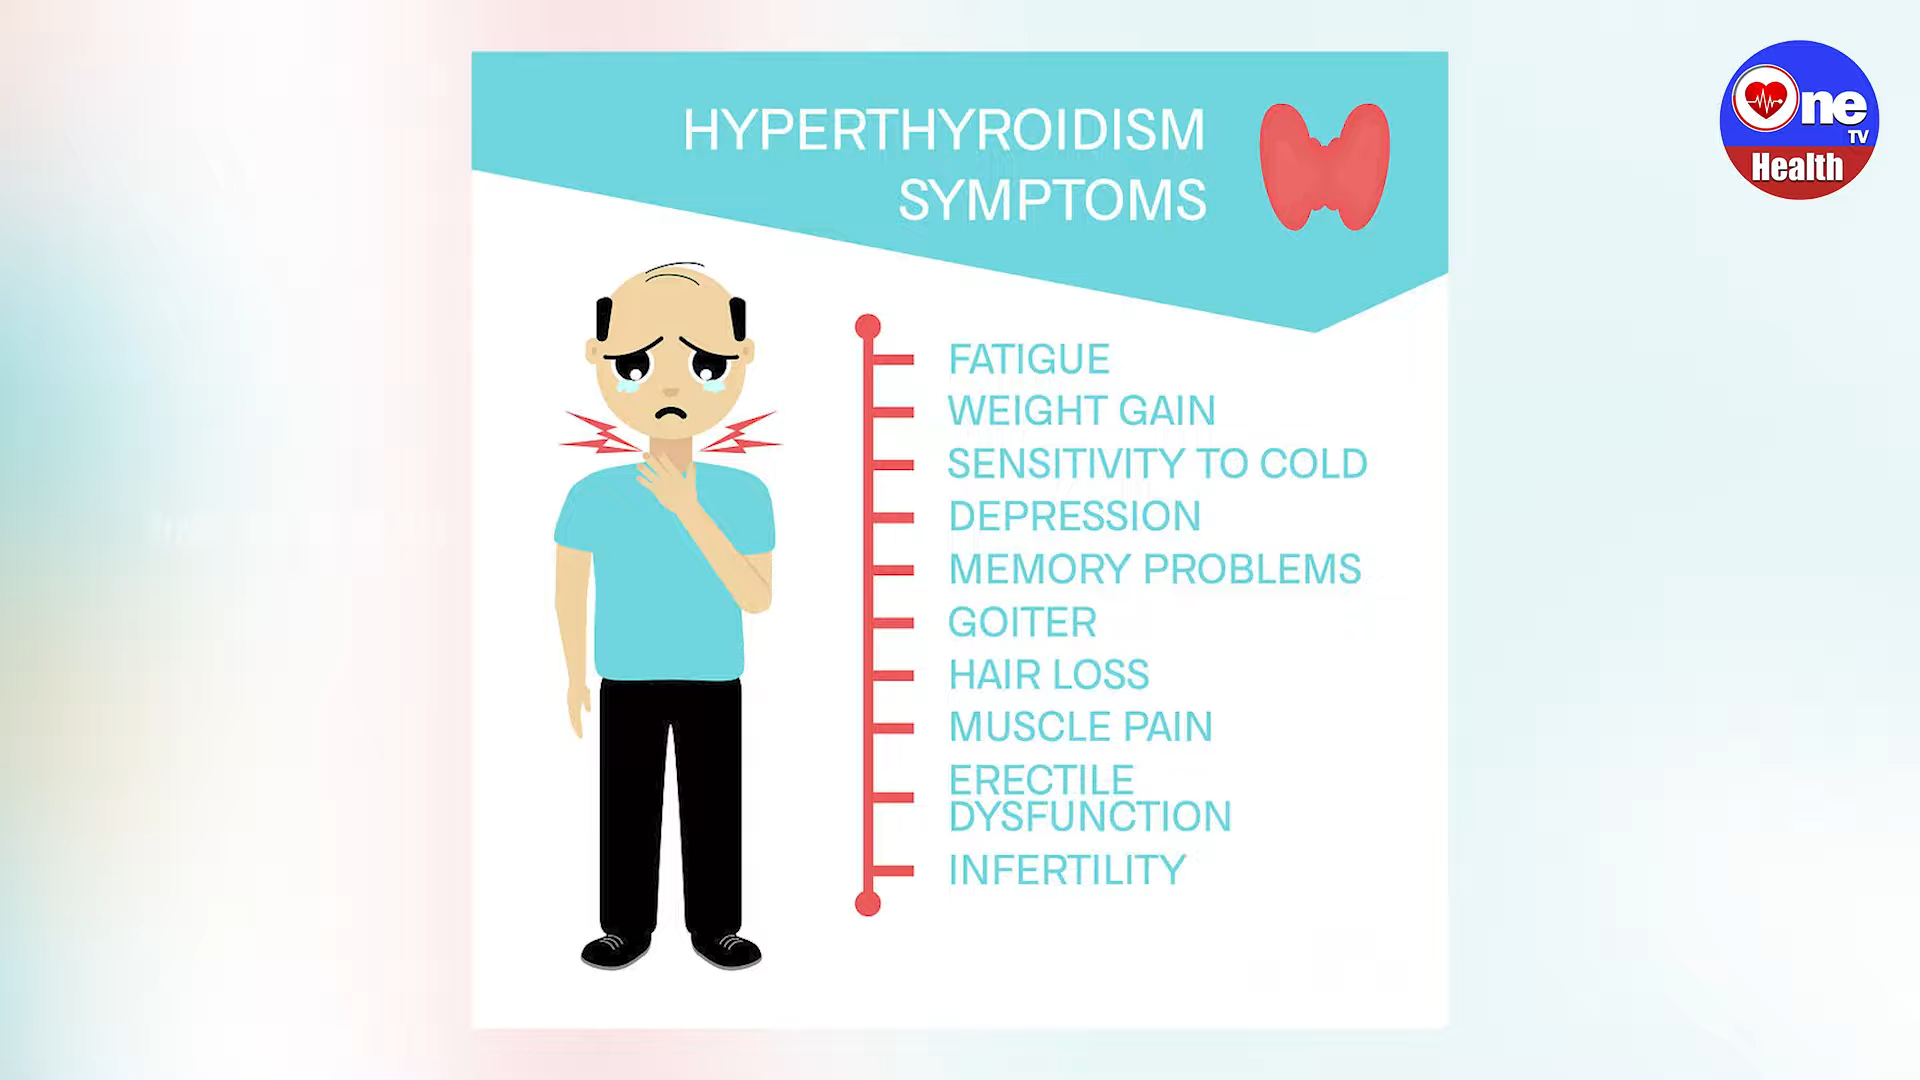 HYPERTHYROIDISM
SYMPTOMS
One
TV
Health
FATIGUE
WEIGHT GAIN
SENSITIVITY TO COLD
DEPRESSION
MEMORY PROBLEMS
GOITER
HAIR LOSS
MUSCLE PAIN
ERECTILE
DYSFUNCTION
INFERTILITY